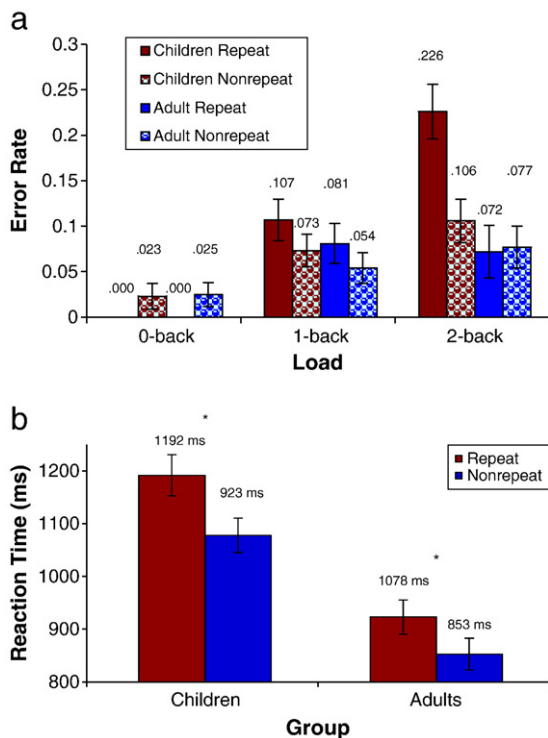 a
0.3
0.25
0.2
0.15
0.1
0.05
0
Error Rate
Children Repeat
Children Nonrepeat
Adult Repeat
Adult Nonrepeat
.000
.023
.000
.025
.107
.073
.081
.054
.226
.106
.072
.077
0-back
1-back
2-back
Load
b
1200
1100
1000
900
800
Reaction Time (ms)
*
1192 ms
923 ms
Repeat
Nonrepeat
*
1078 ms
853 ms
Children
Adults
Group